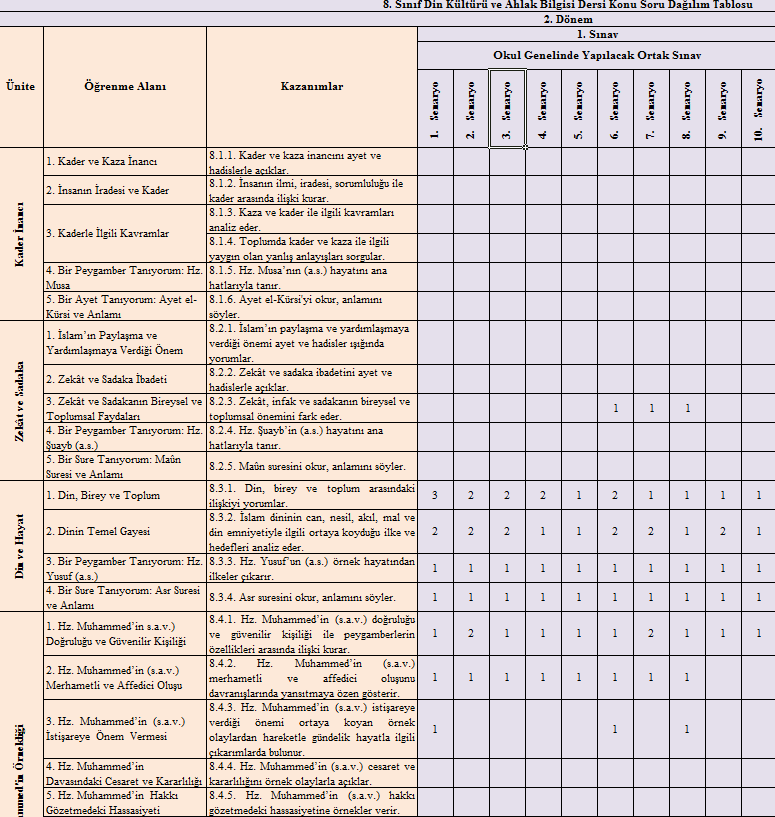 8. Sınıf Din Kültürü ve Ahlak Bilgisi Dersi Konu Soru Dağılım Tablosu
2. Dönem
1. Sınav
Okul Genelinde Yapılacak Ortak Sınav
Ünite Öğrenme Alanı Kazanımlar 1. Senaryo 2. Senaryo 3. Senaryo 4. Senaryo 5. Senaryo 6. Senaryo 7. Senaryo 8. Senaryo 9. Senaryo 10. Senaryo
Kader İnancı
1. Kader ve Kaza İnancı
8.1.1. Kader ve kaza inancını ayet ve
hadislerle açıklar.
2. İnsanın İradesi ve Kader
8.1.2. İnsanın ilmi, iradesi, sorumluluğu ile
kader arasında ilişki kurar.
3. Kaderle İlgili Kavramlar
8.1.3. Kaza ve kader ile ilgili kavramları
analiz eder.
8.1.4. Toplumda kader ve kaza ile ilgili
yaygın olan yanlış anlayışları sorgular.
4. Bir Peygamber Tanıyorum: Hz.
Musa
8.1.5. Hz. Musa'nın (a.s.) hayatını ana
hatlarıyla tanır.
5. Bir Ayet Tanıyorum: Ayet el-
Kürsi ve Anlamı
8.1.6. Ayet el-Kürsi'yi okur, anlamını
söyler.
Zekât ve Sadaka
1. İslam'ın Paylaşma ve
Yardımlaşmaya Verdiği Önem
8.2.1. İslam'ın paylaşma ve yardımlaşmaya
verdiği önemi ayet ve hadisler ışığında
yorumlar.
2. Zekât ve Sadaka İbadeti
8.2.2. Zekât ve sadaka ibadetini ayet ve
hadislerle açıklar.
3. Zekât ve Sadakanın Bireysel ve
Toplumsal Faydaları
8.2.3. Zekât, infak ve sadakanın bireysel ve
toplumsal önemini fark eder.
1 1 1
4. Bir Peygamber Tanıyorum: Hz.
Şuayb (a.s.)
8.2.4. Hz. Şuayb'in (a.s.) hayatını ana
hatlarıyla tanır.
5. Bir Sure Tanıyorum: Maûn
Suresi ve Anlamı
8.2.5. Maûn suresini okur, anlamını söyler.
Din ve Hayat
1. Din, Birey ve Toplum
8.3.1. Din, birey ve toplum arasındaki
ilişkiyi yorumlar.
3 2 2 2 1 2 1 1 1 1
2. Dinin Temel Gayesi
8.3.2. İslam dininin can, nesil, akıl, mal ve
din emniyetiyle ilgili ortaya koyduğu ilke ve
hedefleri analiz eder.
2 2 2 1 1 2 2 1 2 1
3. Bir Peygamber Tanıyorum: Hz.
Yusuf (a.s.)
8.3.3. Hz. Yusuf'un (a.s.) örnek hayatından
ilkeler çıkarır.
1 1 1 1 1 1 1 1 1 1
4. Bir Sure Tanıyorum: Asr Suresi
ve Anlamı
8.3.4. Asr suresini okur, anlamını söyler.
1 1 1 1 1 1 1 1 1 1
1. Hz. Muhammed'in s.a.v.)
Doğruluğu ve Güvenilir Kişiliği
8.4.1. Hz. Muhammed'in (s.a.v.) doğruluğu
ve güvenilir kişiliği ile peygamberlerin
özellikleri arasında ilişki kurar.
1 2 1 1 1 1 2 1 1 1
2. Hz. Muhammed'in (s.a.v.)
Merhametli ve Affedici Oluşu
8.4.2. Hz. Muhammed'in (s.a.v.)
merhametli ve affedici oluşunu
davranışlarında yansıtmaya özen gösterir.
1 1 1 1 1 1 1 1
3. Hz. Muhammed'in (s.a.v.)
İstişareye Önem Vermesi
8.4.3. Hz. Muhammed'in (s.a.v.) istişareye
verdiği önemi ortaya koyan örnek
olaylardan hareketle gündelik hayatla ilgili
çıkarımlarda bulunur.
1 1 1
4. Hz. Muhammed'in
Davasındaki Cesaret ve Kararlılığı
8.4.4. Hz. Muhammed'in (s.a.v.) cesaret ve
kararlılığını örnek olaylarla açıklar.
5. Hz. Muhammed'in Hakkı
Gözetmedeki Hassasiyeti
8.4.5. Hz. Muhammed'in (s.a.v.) hakkı
gözetmedeki hassasiyetine örnekler verir.
ammed'in Örnekliği